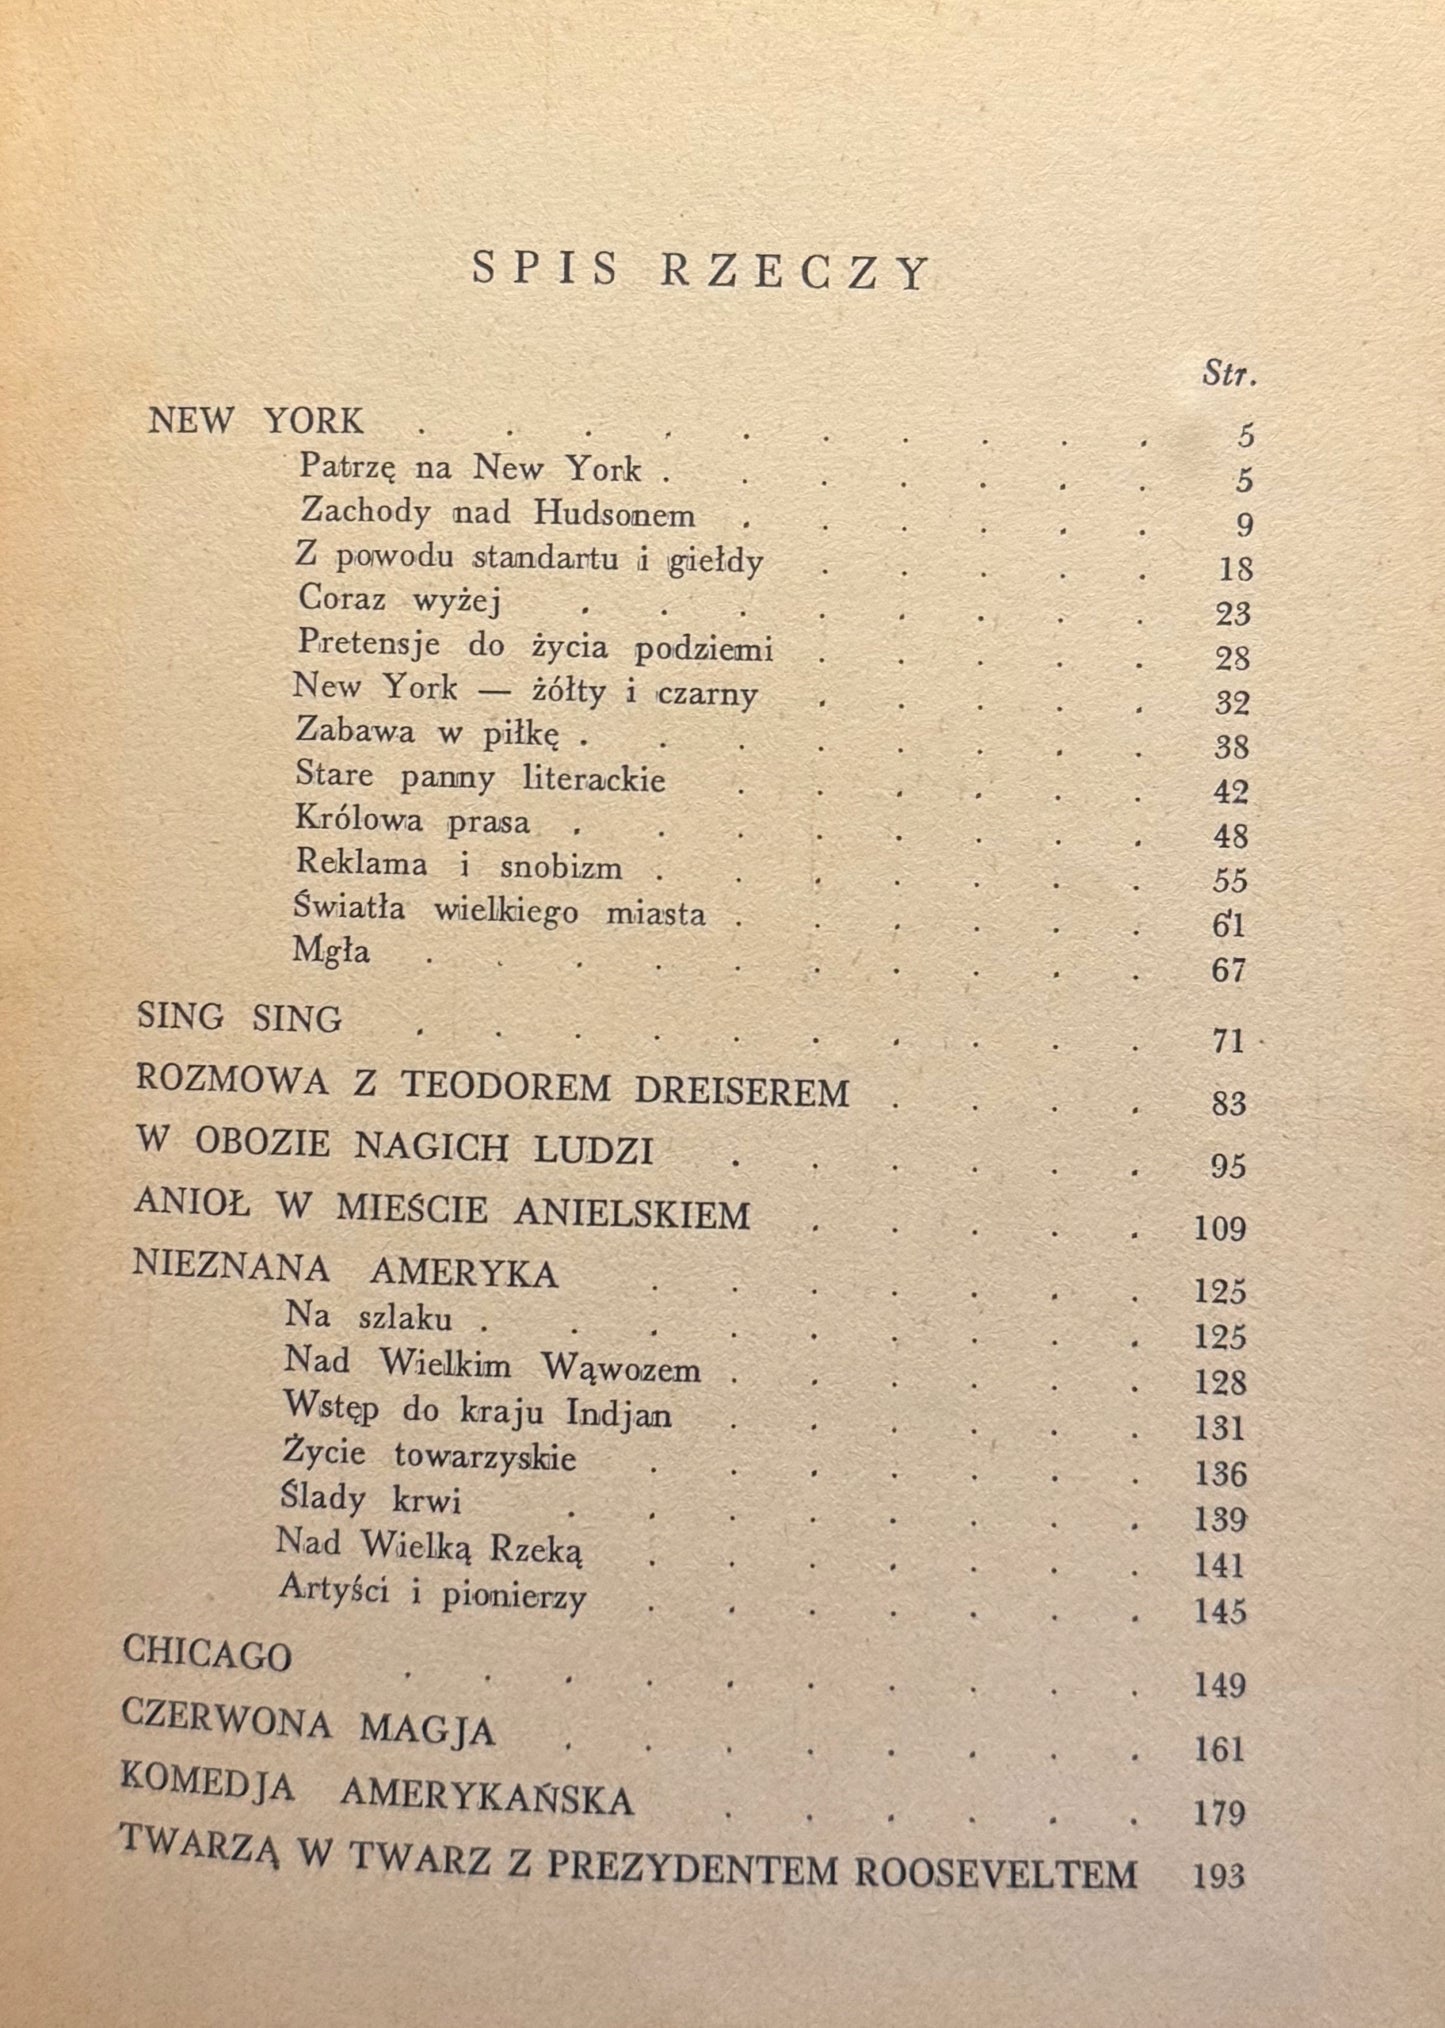 SPIS RZECZY
Str.
NEW YORK . . . . . . . . . . 5
Patrzę na New York . . . . . . . 5
Zachody nad Hudsonem . . . . . . 9
Z powodu standartu i giełdy . . . . . 18
Coraz wyżej . . . . . . . . 23
Pretensje do życia podziemi . . . . . 28
New York — żółty i czarny . . . . . 32
Zabawa w piłkę . . . . . . . . 38
Stare panny literackie . . . . . . 42
Królowa prasa . . . . . . . . 48
Reklama i snobizm . . . . . . . 55
Światła wielkiego miasta . . . . . . 61
Mgła . . . . . . . . . . 67
SING SING . . . . . . . . . . 71
ROZMOWA Z TEODOREM DREISEREM . . . . 83
W OBOZIE NAGICH LUDZI . . . . . . 95
ANIOŁ W MIEŚCIE ANIELSKIEM . . . . . 109
NIEZNANA AMERYKA . . . . . . . 125
Na szlaku . . . . . . . . . 125
Nad Wielkim Wąwozem . . . . . . 128
Wstęp do kraju Indjan . . . . . . 131
Życie towarzyskie . . . . . . . 136
Ślady krwi . . . . . . . . 139
Nad Wielką Rzeką . . . . . . . 141
Artyści i pionierzy . . . . . . . 145
CHICAGO . . . . . . . . . . 149
CZERWONA MAGJA . . . . . . . . 161
KOMEDJA AMERYKAŃSKA . . . . . . 179
TWARZĄ W TWARZ Z PREZYDENTEM ROOSEVELTEM 193